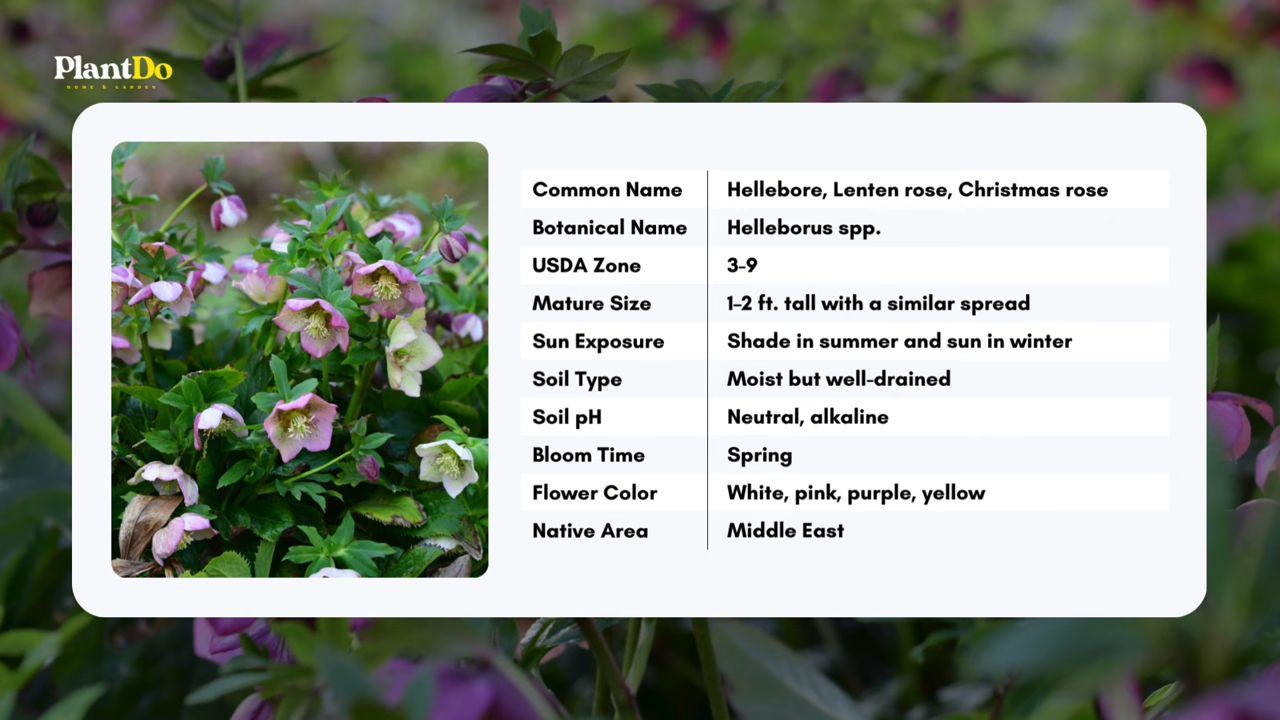 PlantDo
HOME & GARDEN
Common Name Hellebore, Lenten rose, Christmas rose
Botanical Name Helleborus spp.
USDA Zone 3-9
Mature Size 1-2 ft. tall with a similar spread
Sun Exposure Shade in summer and sun in winter
Soil Type Moist but well-drained
Soil pH Neutral, alkaline
Bloom Time Spring
Flower Color White, pink, purple, yellow
Native Area Middle East